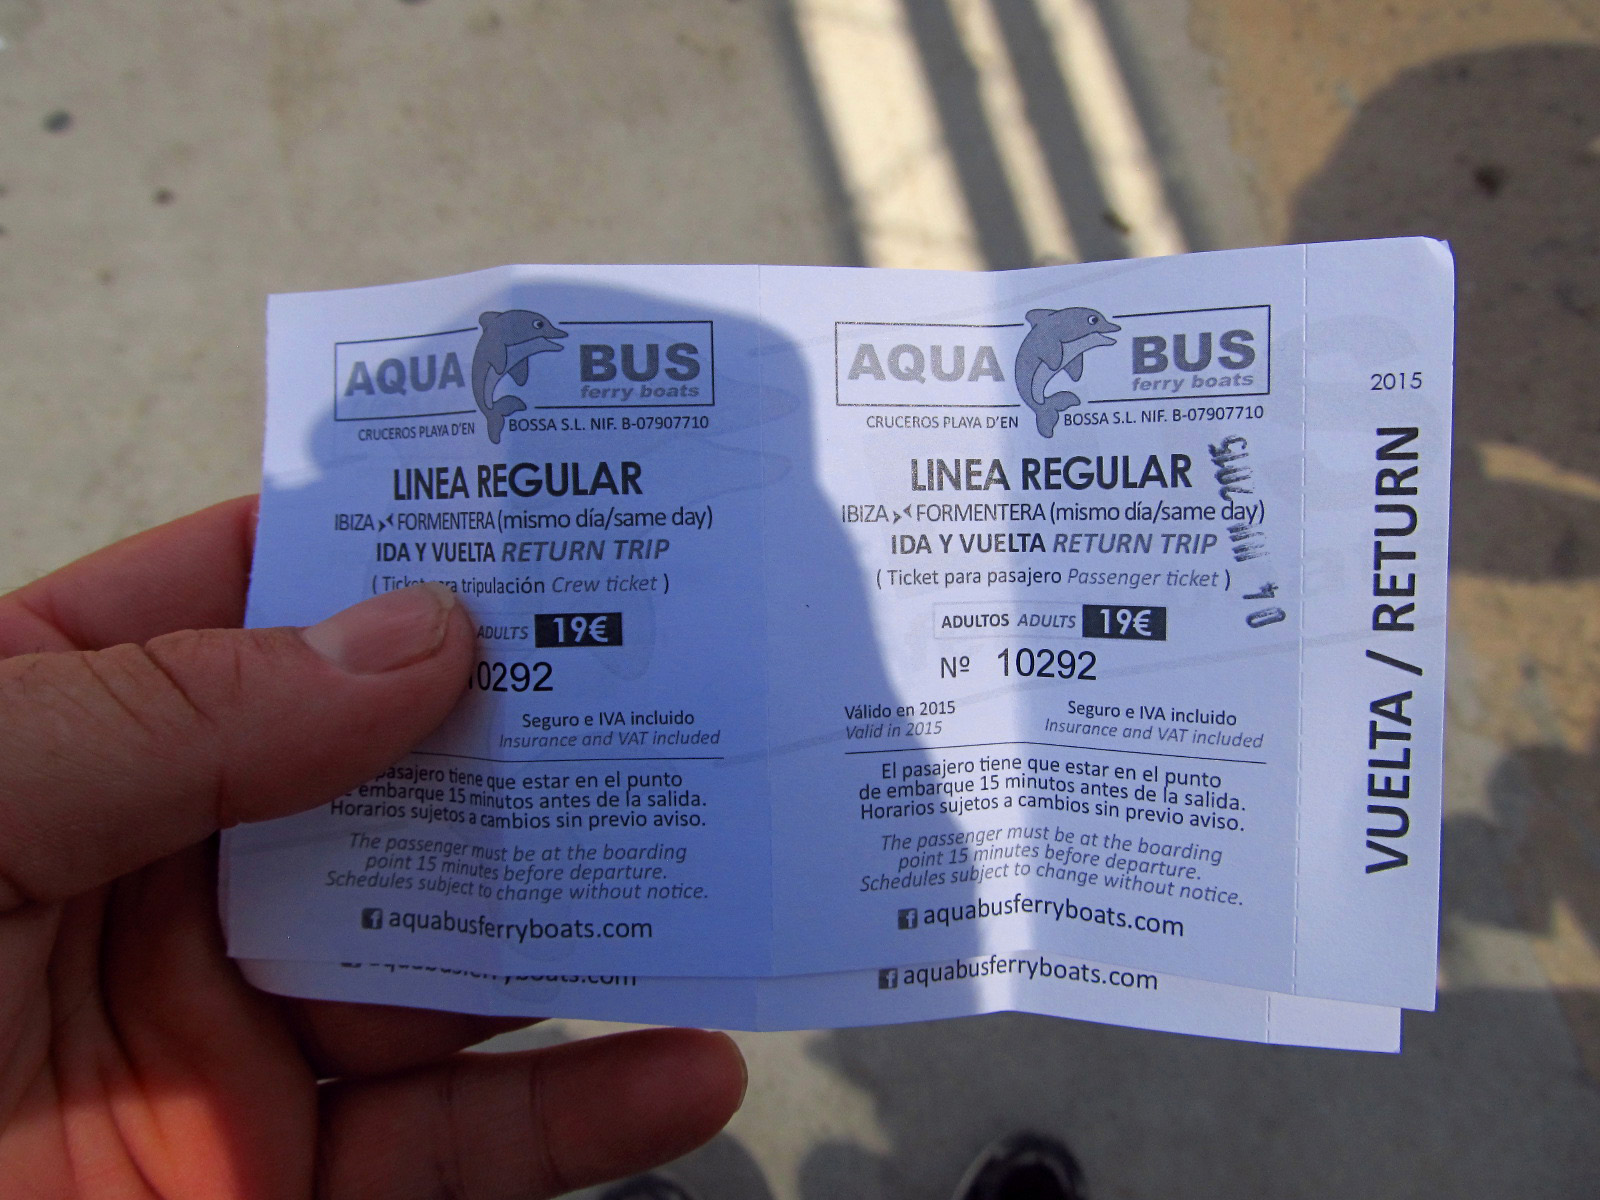 AQUA BUS
ferry boats
CRUCEROS PLAYA D'EN BOSSA S.L. NIF. B-07907710
LINEA REGULAR
IBIZA FORMENTERA (mismo día/same day)
IDA Y VUELTA RETURN TRIP
( Ticket para tripulación Crew ticket )
ADULTS 19€
10292
Seguro e IVA incluido
Insurance and VAT included
pasajero tiene que estar en el punto
de embarque 15 minutos antes de la salida.
Horarios sujetos a cambios sin previo aviso.
The passenger must be at the boarding
point 15 minutes before departure.
Schedules subject to change without notice.
aquabusferryboats.com
AQUA BUS
ferry boats
CRUCEROS PLAYA D'EN BOSSA S.L. NIF. B-07907710
LINEA REGULAR
IBIZA FORMENTERA (mismo día/same day)
IDA Y VUELTA RETURN TRIP
( Ticket para pasajero Passenger ticket )
ADULTOS ADULTS 19€
Nº 10292
Válido en 2015
Valid in 2015
Seguro e IVA incluido
Insurance and VAT included
El pasajero tiene que estar en el punto
de embarque 15 minutos antes de la salida.
Horarios sujetos a cambios sin previo aviso.
The passenger must be at the boarding
point 15 minutes before departure.
Schedules subject to change without notice.
aquabusferryboats.com
2015
VUELTA / RETURN
aquabusferryboats.com
aquabusferryboats.com